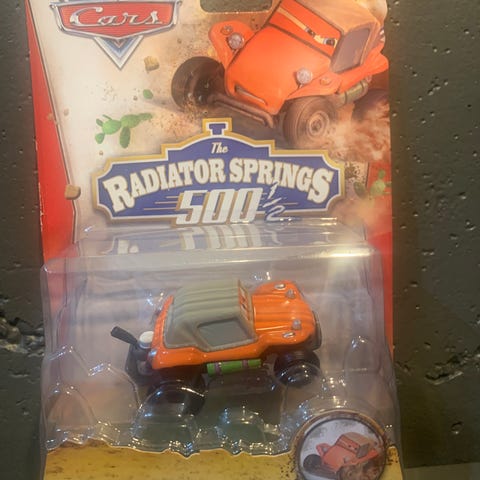 Cars
The
RADIATOR SPRINGS
500 1/2